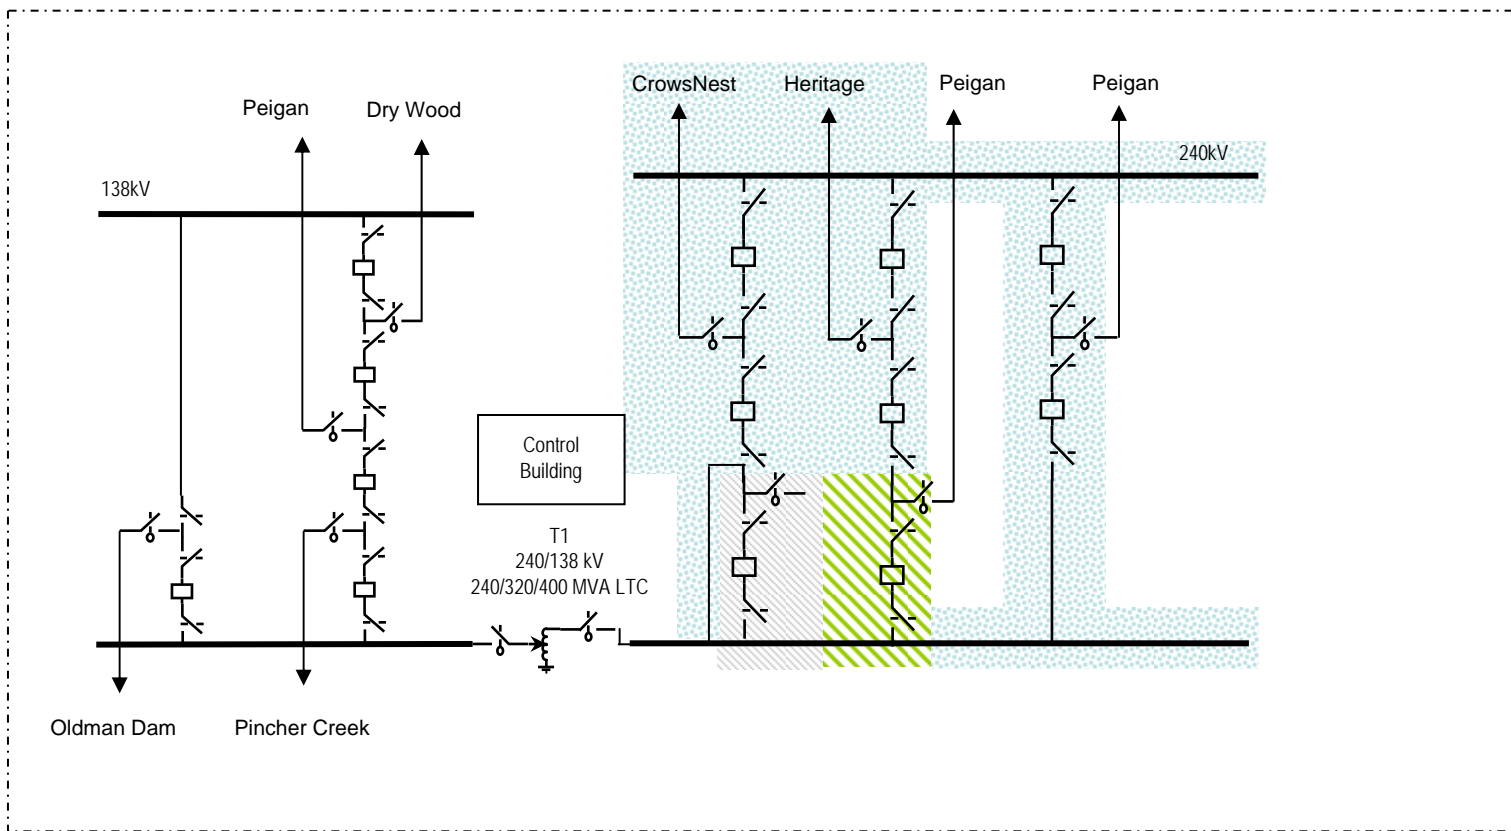 CrowsNest
Heritage
Peigan
Peigan
Peigan
Dry Wood
240kV
138kV
Control
Building
T1
240/138 kV
240/320/400 MVA LTC
Oldman Dam
Pincher Creek